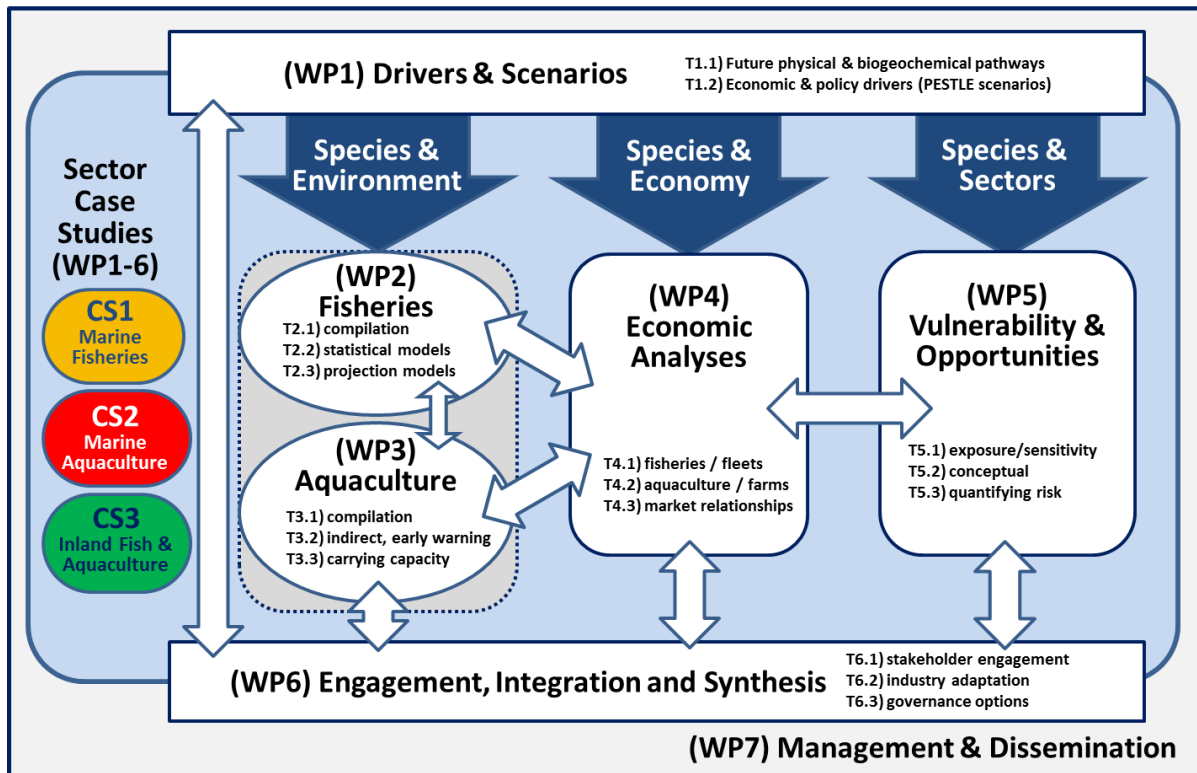 (WP1) Drivers & Scenarios
T1.1) Future physical & biogeochemical pathways
T1.2) Economic & policy drivers (PESTLE scenarios)
Species &
Environment
Species &
Economy
Species &
Sectors
Sector
Case
Studies
(WP1-6)
CS1
Marine
Fisheries
CS2
Marine
Aquaculture
CS3
Inland Fish &
Aquaculture
(WP2)
Fisheries
T2.1) compilation
T2.2) statistical models
T2.3) projection models
(WP3)
Aquaculture
T3.1) compilation
T3.2) indirect, early warning
T3.3) carrying capacity
(WP4)
Economic
Analyses
T4.1) fisheries / fleets
T4.2) aquaculture / farms
T4.3) market relationships
(WP5)
Vulnerability &
Opportunities
T5.1) exposure/sensitivity
T5.2) conceptual
T5.3) quantifying risk
(WP6) Engagement, Integration and Synthesis
T6.1) stakeholder engagement
T6.2) industry adaptation
T6.3) governance options
(WP7) Management & Dissemination